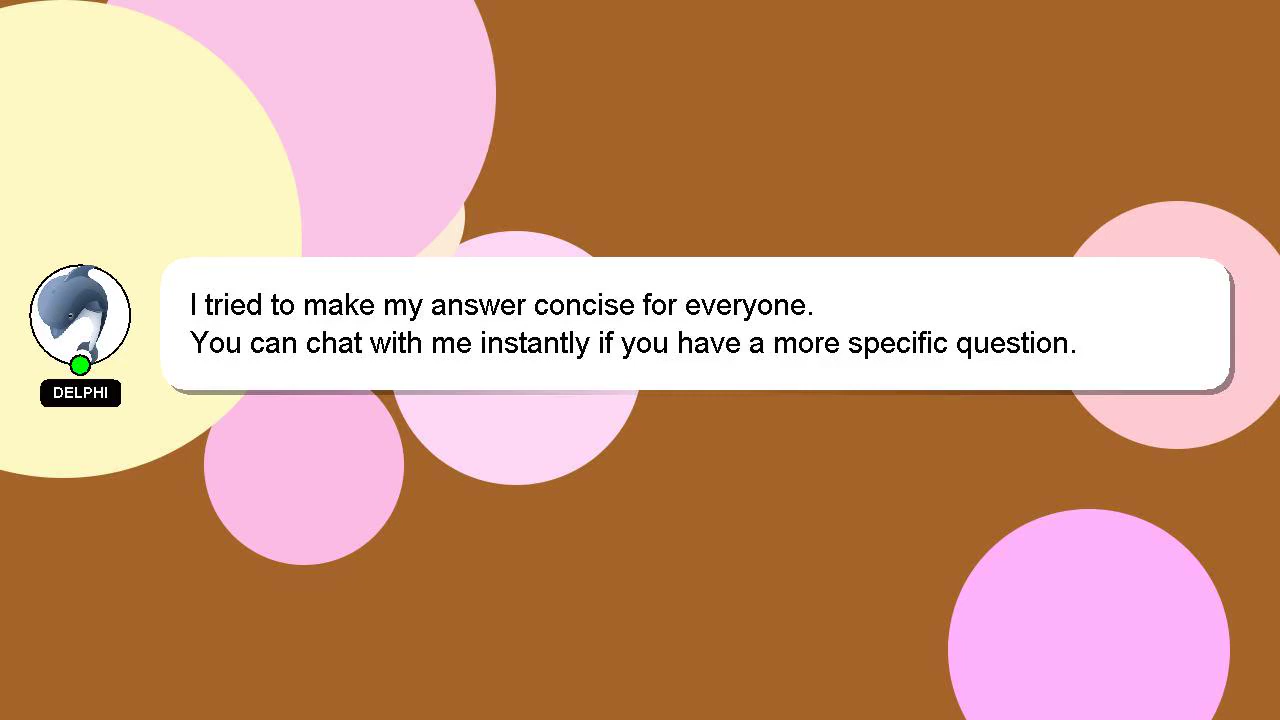 I tried to make my answer concise for everyone.
You can chat with me instantly if you have a more specific question.
DELPHI